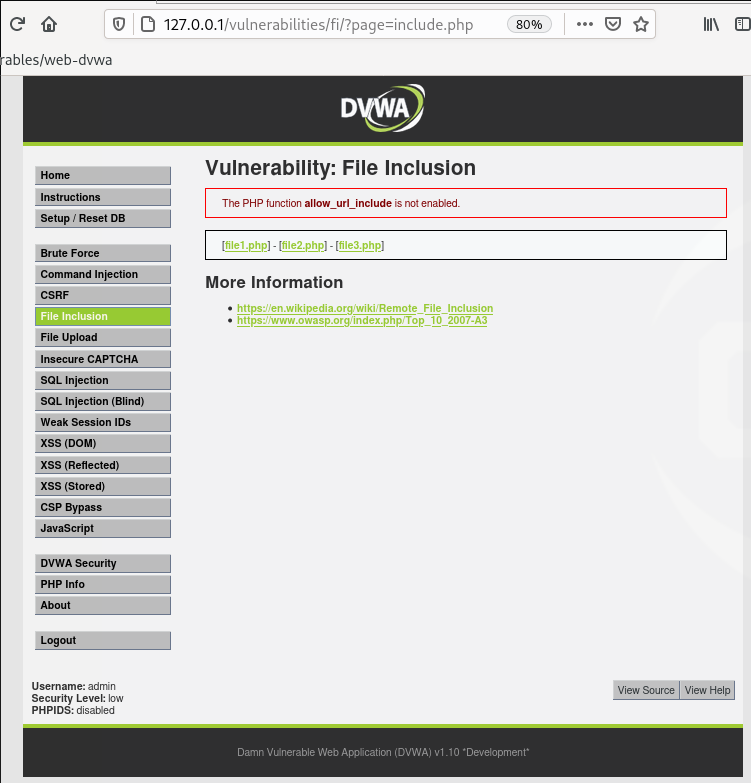 127.0.0.1/vulnerabilities/fi/?page=include.php
80%
rables/web-dvwa
DVWA
Home
Instructions
Setup / Reset DB
Brute Force
Command Injection
CSRF
File Inclusion
File Upload
Insecure CAPTCHA
SQL Injection
SQL Injection (Blind)
Weak Session IDs
XSS (DOM)
XSS (Reflected)
XSS (Stored)
CSP Bypass
JavaScript
DVWA Security
PHP Info
About
Logout
Vulnerability: File Inclusion
The PHP function allow_url_include is not enabled.
[file1.php] - [file2.php] - [file3.php]
More Information
• https://en.wikipedia.org/wiki/Remote_File_Inclusion
• https://www.owasp.org/index.php/Top_10_2007-A3
Username: admin
Security Level: low
PHPIDS: disabled
View Source
View Help
Damn Vulnerable Web Application (DVWA) v1.10 *Development*